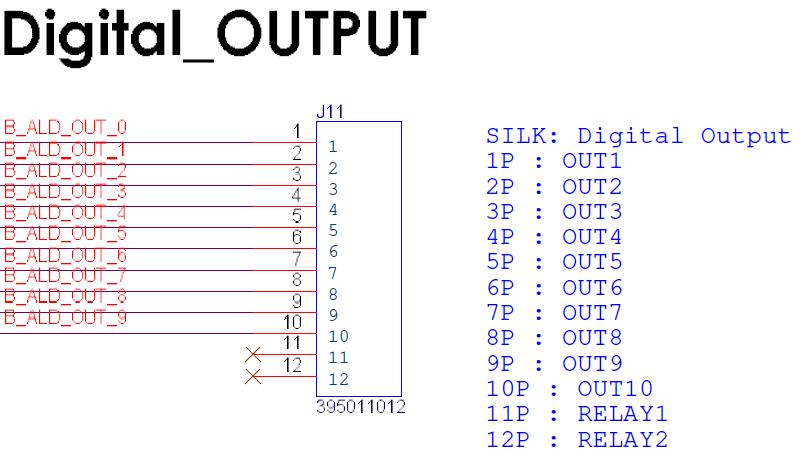 Digital_OUTPUT
J11
B_ALD_OUT_0 1 1
B_ALD_OUT_1 2 2
B_ALD_OUT_2 3 3
B_ALD_OUT_3 4 4
B_ALD_OUT_4 5 5
B_ALD_OUT_5 6 6
B_ALD_OUT_6 7 7
B_ALD_OUT_7 8 8
B_ALD_OUT_8 9 9
B_ALD_OUT_9 10 10
11 11
12 12
395011012
SILK: Digital Output
1P : OUT1
2P : OUT2
3P : OUT3
4P : OUT4
5P : OUT5
6P : OUT6
7P : OUT7
8P : OUT8
9P : OUT9
10P : OUT10
11P : RELAY1
12P : RELAY2